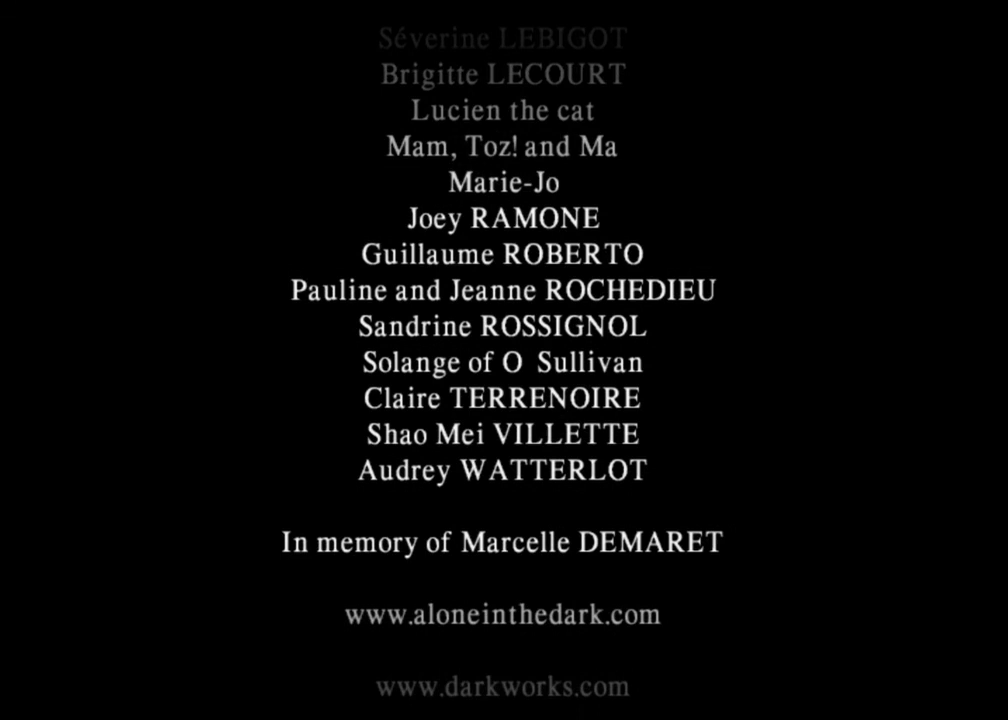 Séverine LEBIGOT
Brigitte LECOURT
Lucien the cat
Mam, Toz! and Ma
Marie-Jo
Joey RAMONE
Guillaume ROBERTO
Pauline and Jeanne ROCHEDIEU
Sandrine ROSSIGNOL
Solange of O Sullivan
Claire TERRENOIRE
Shao Mei VILLETTE
Audrey WATTERLOT
In memory of Marcelle DEMARET
www.aloneinthedark.com
www.darkworks.com